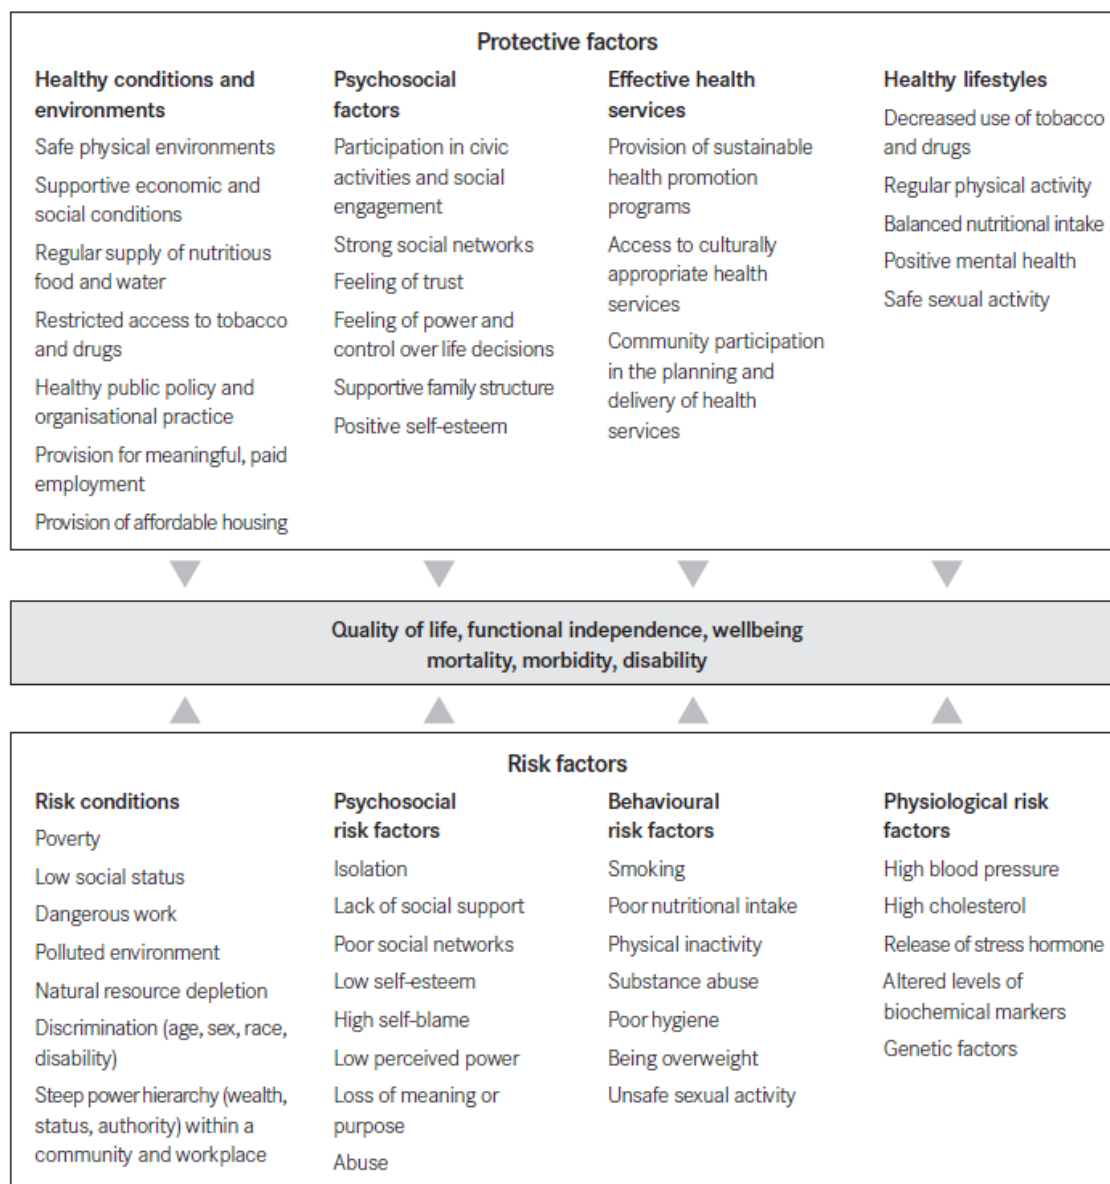 Protective factors
Healthy conditions and
environments
Safe physical environments
Supportive economic and
social conditions
Regular supply of nutritious
food and water
Restricted access to tobacco
and drugs
Healthy public policy and
organisational practice
Provision for meaningful, paid
employment
Provision of affordable housing
Psychosocial
factors
Participation in civic
activities and social
engagement
Strong social networks
Feeling of trust
Feeling of power and
control over life decisions
Supportive family structure
Positive self-esteem
Effective health
services
Provision of sustainable
health promotion
programs
Access to culturally
appropriate health
services
Community participation
in the planning and
delivery of health
services
Healthy lifestyles
Decreased use of tobacco
and drugs
Regular physical activity
Balanced nutritional intake
Positive mental health
Safe sexual activity
Quality of life, functional independence, wellbeing
mortality, morbidity, disability
Risk factors
Risk conditions
Poverty
Low social status
Dangerous work
Polluted environment
Natural resource depletion
Discrimination (age, sex, race,
disability)
Steep power hierarchy (wealth,
status, authority) within a
community and workplace
Psychosocial
risk factors
Isolation
Lack of social support
Poor social networks
Low self-esteem
High self-blame
Low perceived power
Loss of meaning or
purpose
Abuse
Behavioural
risk factors
Smoking
Poor nutritional intake
Physical inactivity
Substance abuse
Poor hygiene
Being overweight
Unsafe sexual activity
Physiological risk
factors
High blood pressure
High cholesterol
Release of stress hormone
Altered levels of
biochemical markers
Genetic factors